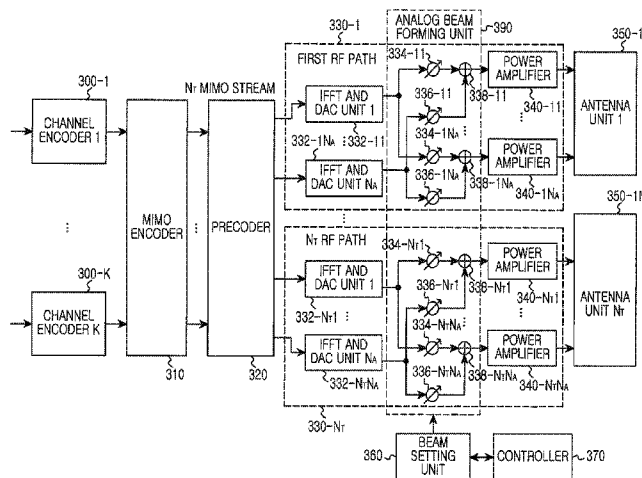 330-1
ANALOG BEAM
FORMING UNIT
390
350-1
334-11
300-1
NT MIMO STREAM
FIRST RF PATH
336-11
338-11
POWER
AMPLIFIER
340-11
CHANNEL
ENCODER 1
IFFT AND
DAC UNIT 1
332-1NA
332-11
334-1NA
336-1NA
338-1NA
ANTENNA
UNIT 1
IFFT AND
DAC UNIT NA
POWER
AMPLIFIER
340-1NA
MIMO
ENCODER
PRECODER
NT RF PATH
334-NT1
336-NT1
338-NT1
POWER
AMPLIFIER
340-NT1
300-K
CHANNEL
ENCODER K
IFFT AND
DAC UNIT 1
332-NT1
334-NTNA
336-NTNA
338-NTNA
ANTENNA
UNIT NT
IFFT AND
DAC UNIT NA
332-NTNA
POWER
AMPLIFIER
340-NTNA
310
320
330-NT
360
BEAM
SETTING
UNIT
CONTROLLER
370